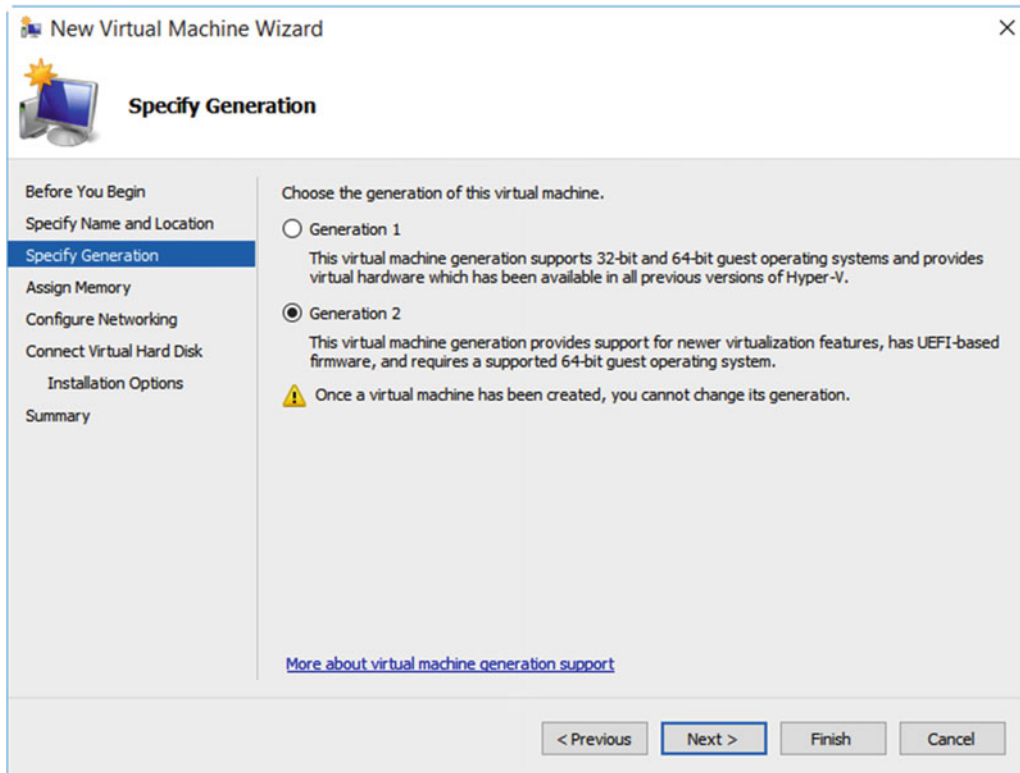 New Virtual Machine Wizard
Specify Generation
Before You Begin
Specify Name and Location
Specify Generation
Assign Memory
Configure Networking
Connect Virtual Hard Disk
Installation Options
Summary
Choose the generation of this virtual machine.
Generation 1
This virtual machine generation supports 32-bit and 64-bit guest operating systems and provides
virtual hardware which has been available in all previous versions of Hyper-V.
Generation 2
This virtual machine generation provides support for newer virtualization features, has UEFI-based
firmware, and requires a supported 64-bit guest operating system.
Once a virtual machine has been created, you cannot change its generation.
More about virtual machine generation support
< Previous
Next >
Finish
Cancel